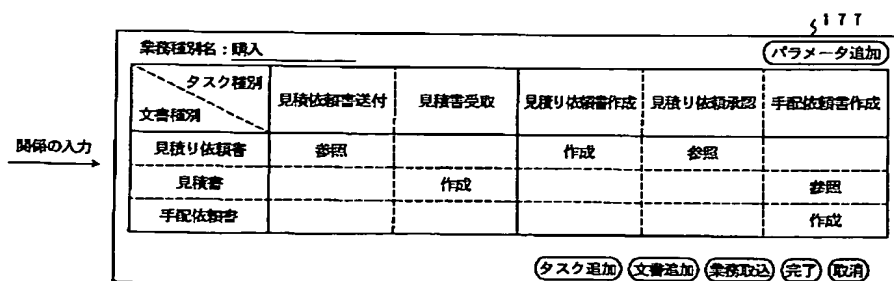 177
業務種別名：購入
パラメータ追加
タスク種別
文書種別
見積依頼書送付 見積書受取 見積り依頼書作成 見積り依頼承認 手配依頼書作成
関係の入力
見積り依頼書 参照 作成 参照
見積書 作成 参照
手配依頼書 作成
タスク追加 文書追加 業務取込 完了 取消